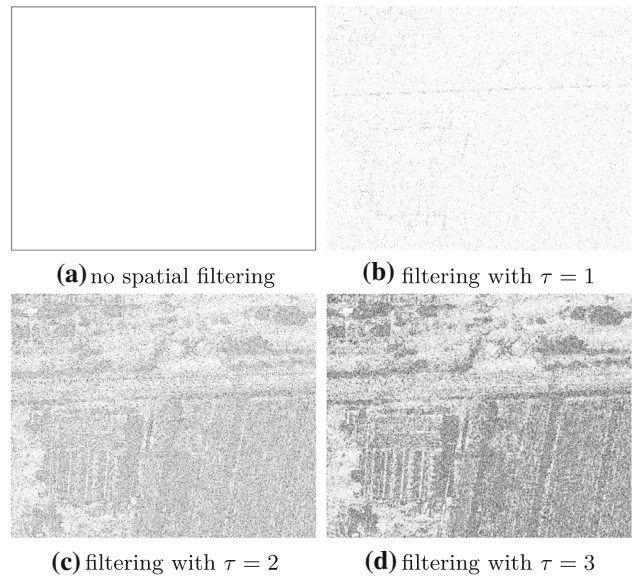 (a) no spatial filtering
(b) filtering with τ = 1
(c) filtering with τ = 2
(d) filtering with τ = 3